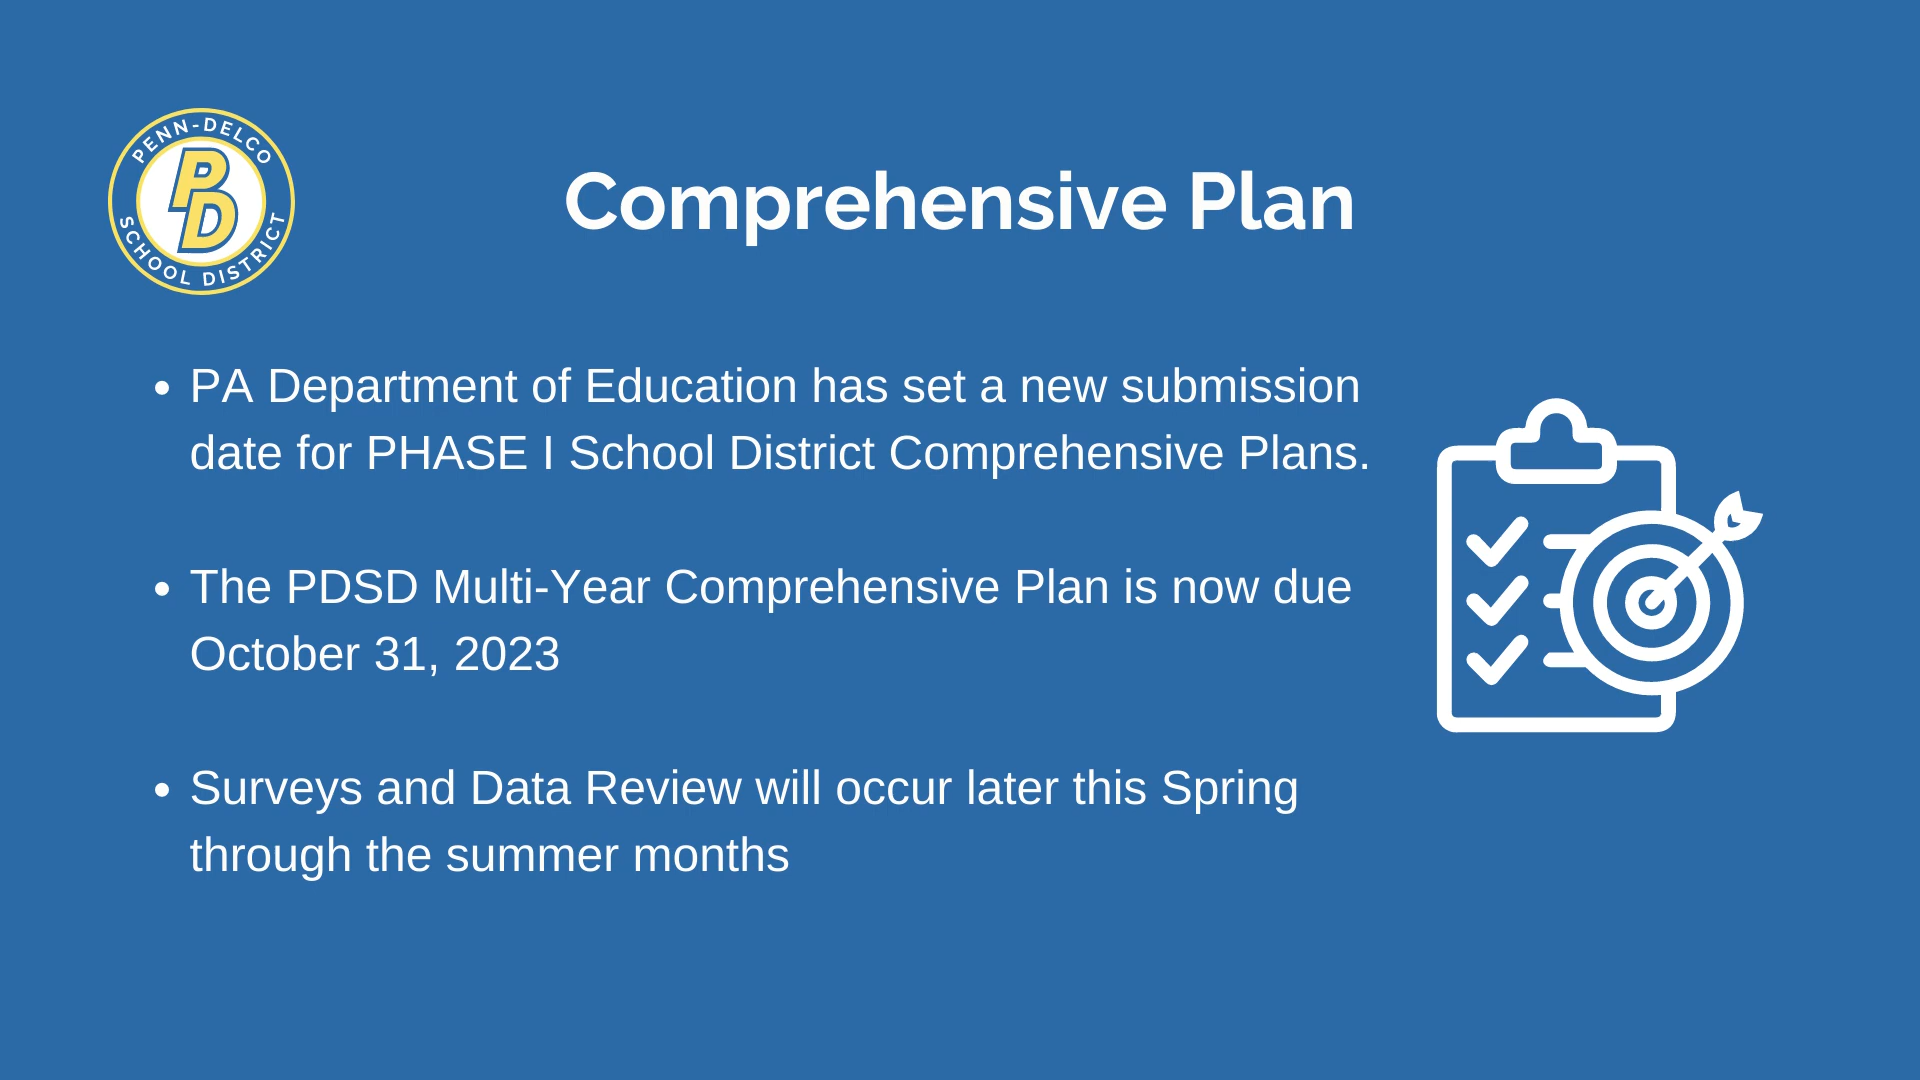 PENN-DELCO
PD
SCHOOL DISTRICT
Comprehensive Plan
• PA Department of Education has set a new submission
date for PHASE I School District Comprehensive Plans.
• The PDSD Multi-Year Comprehensive Plan is now due
October 31, 2023
• Surveys and Data Review will occur later this Spring
through the summer months